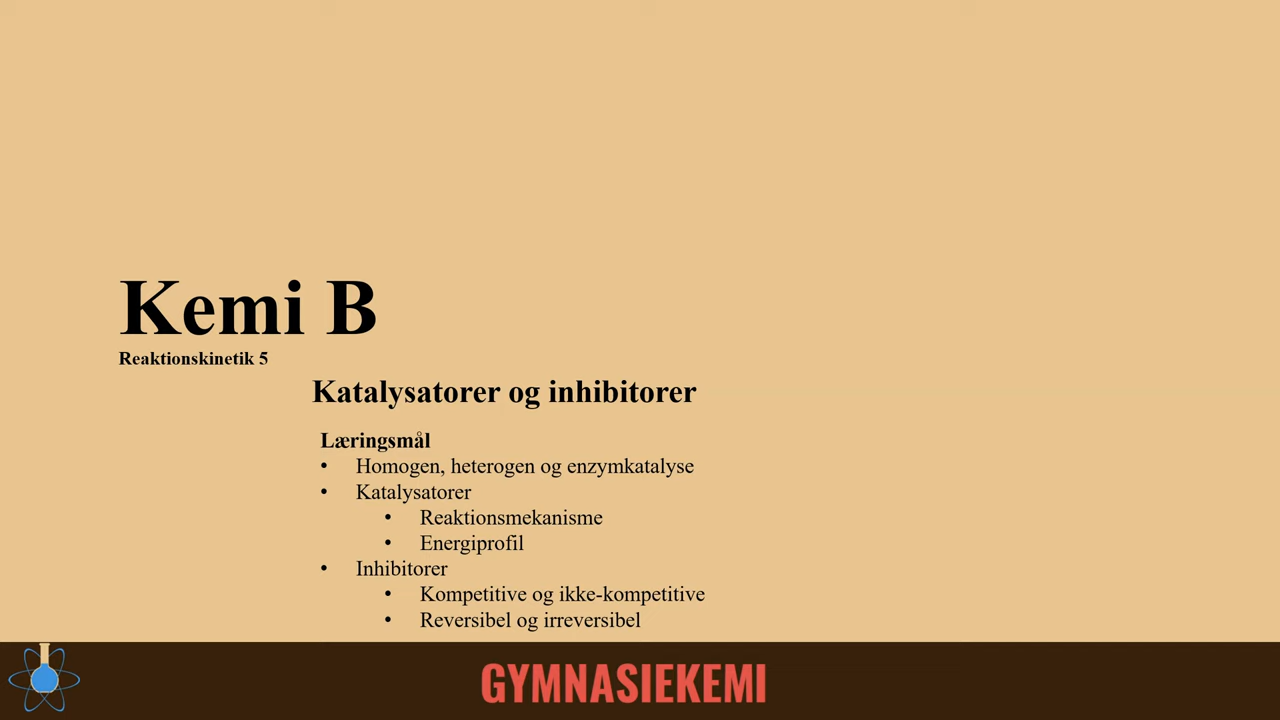 Kemi B
Reaktionskinetik 5
Katalysatorer og inhibitorer
Læringsmål
• Homogen, heterogen og enzymkatalyse
• Katalysatorer
• Reaktionsmekanisme
• Energiprofil
• Inhibitorer
• Kompetitive og ikke-kompetitive
• Reversibel og irreversibel
GYMNASIEKEMI